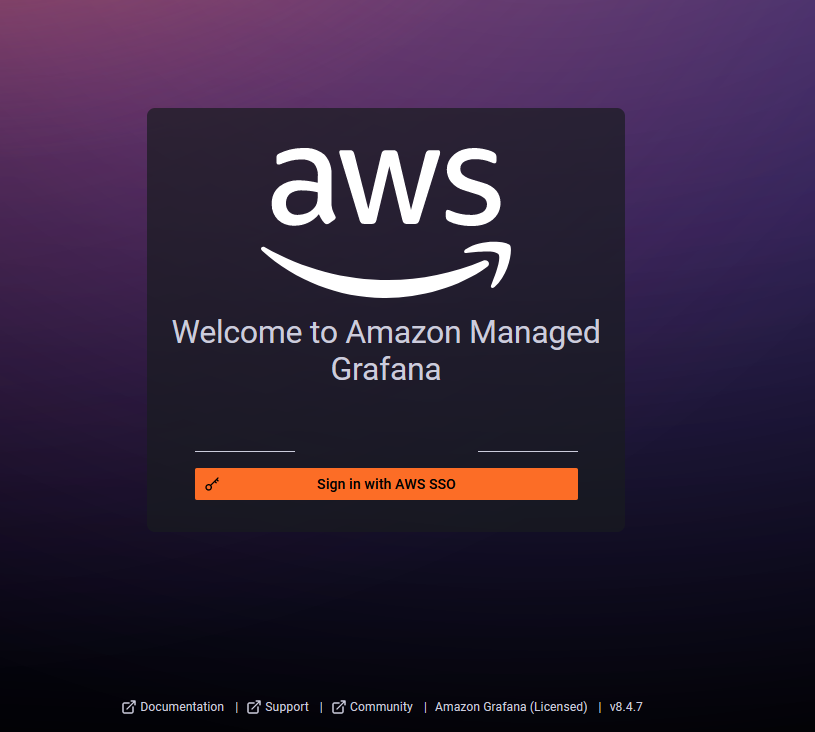 aws
Welcome to Amazon Managed
Grafana
Sign in with AWS SSO
Documentation | Support | Community | Amazon Grafana (Licensed) | v8.4.7